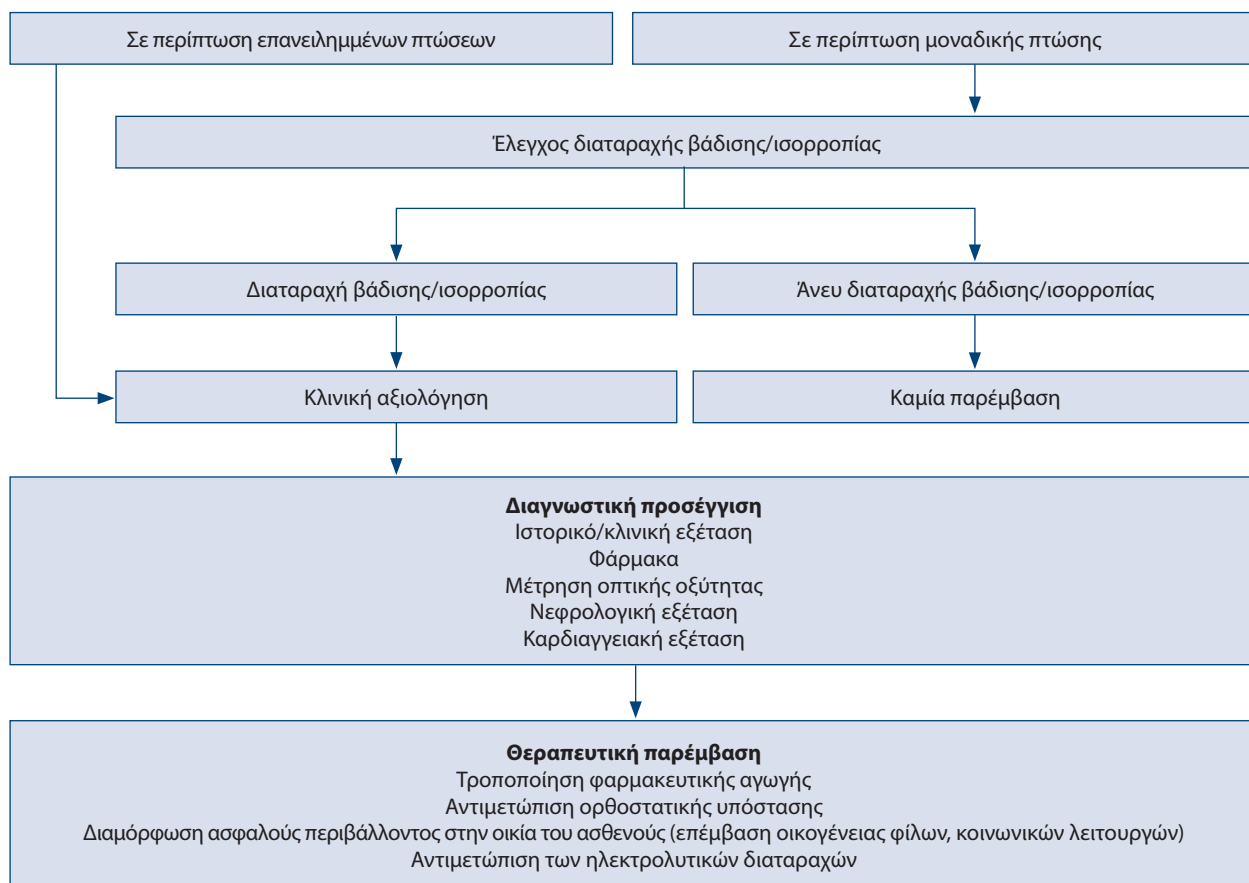 Σε περίπτωση επανειλημμένων πτώσεων
Σε περίπτωση μοναδικής πτώσης
Έλεγχος διαταραχής βάδισης/ισορροπίας
Διαταραχή βάδισης/ισορροπίας
Άνευ διαταραχής βάδισης/ισορροπίας
Κλινική αξιολόγηση
Καμία παρέμβαση
Διαγνωστική προσέγγιση
Ιστορικό/κλινική εξέταση
Φάρμακα
Μέτρηση οπτικής οξύτητας
Νεφρολογική εξέταση
Καρδιαγγειακή εξέταση
Θεραπευτική παρέμβαση
Τροποποίηση φαρμακευτικής αγωγής
Αντιμετώπιση ορθοστατικής υπόστασης
Διαμόρφωση ασφαλούς περιβάλλοντος στην οικία του ασθενούς (επέμβαση οικογένειας φίλων, κοινωνικών λειτουργών)
Αντιμετώπιση των ηλεκτρολυτικών διαταραχών